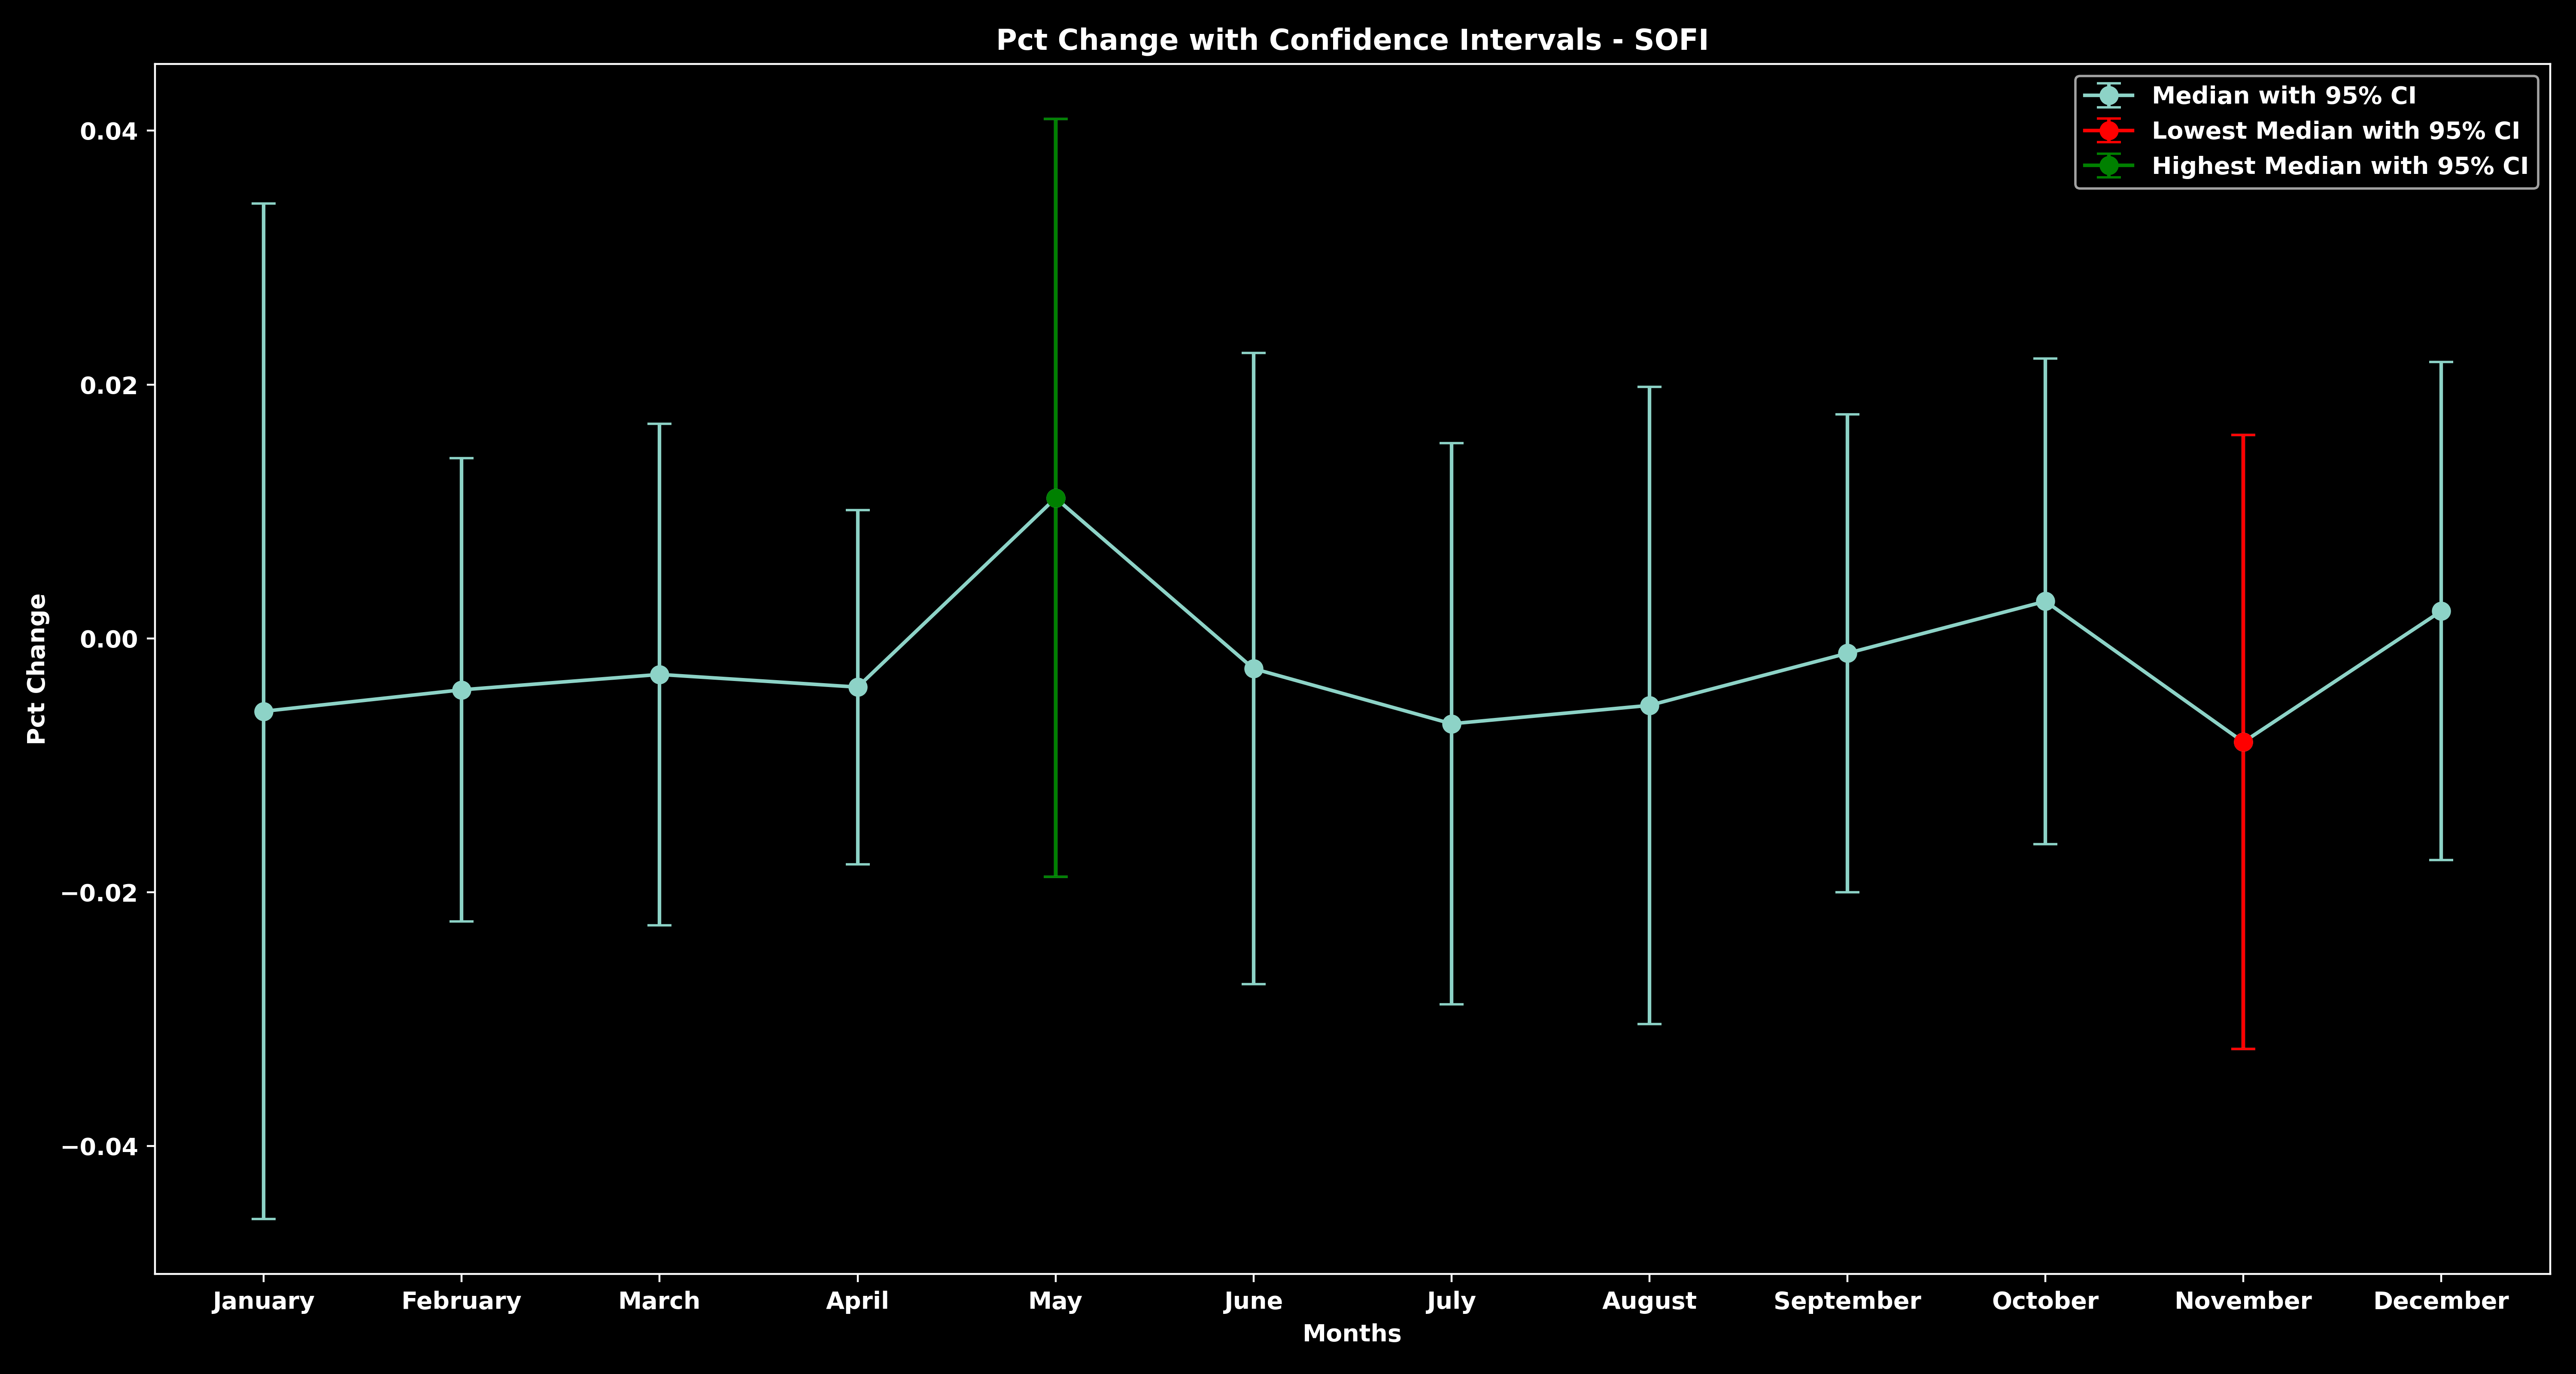 Pct Change with Confidence Intervals - SOFI
Median with 95% CI
Lowest Median with 95% CI
Highest Median with 95% CI
0.04
0.02
0.00
−0.02
−0.04
Pct Change
January February March April May June July August September October November December
Months